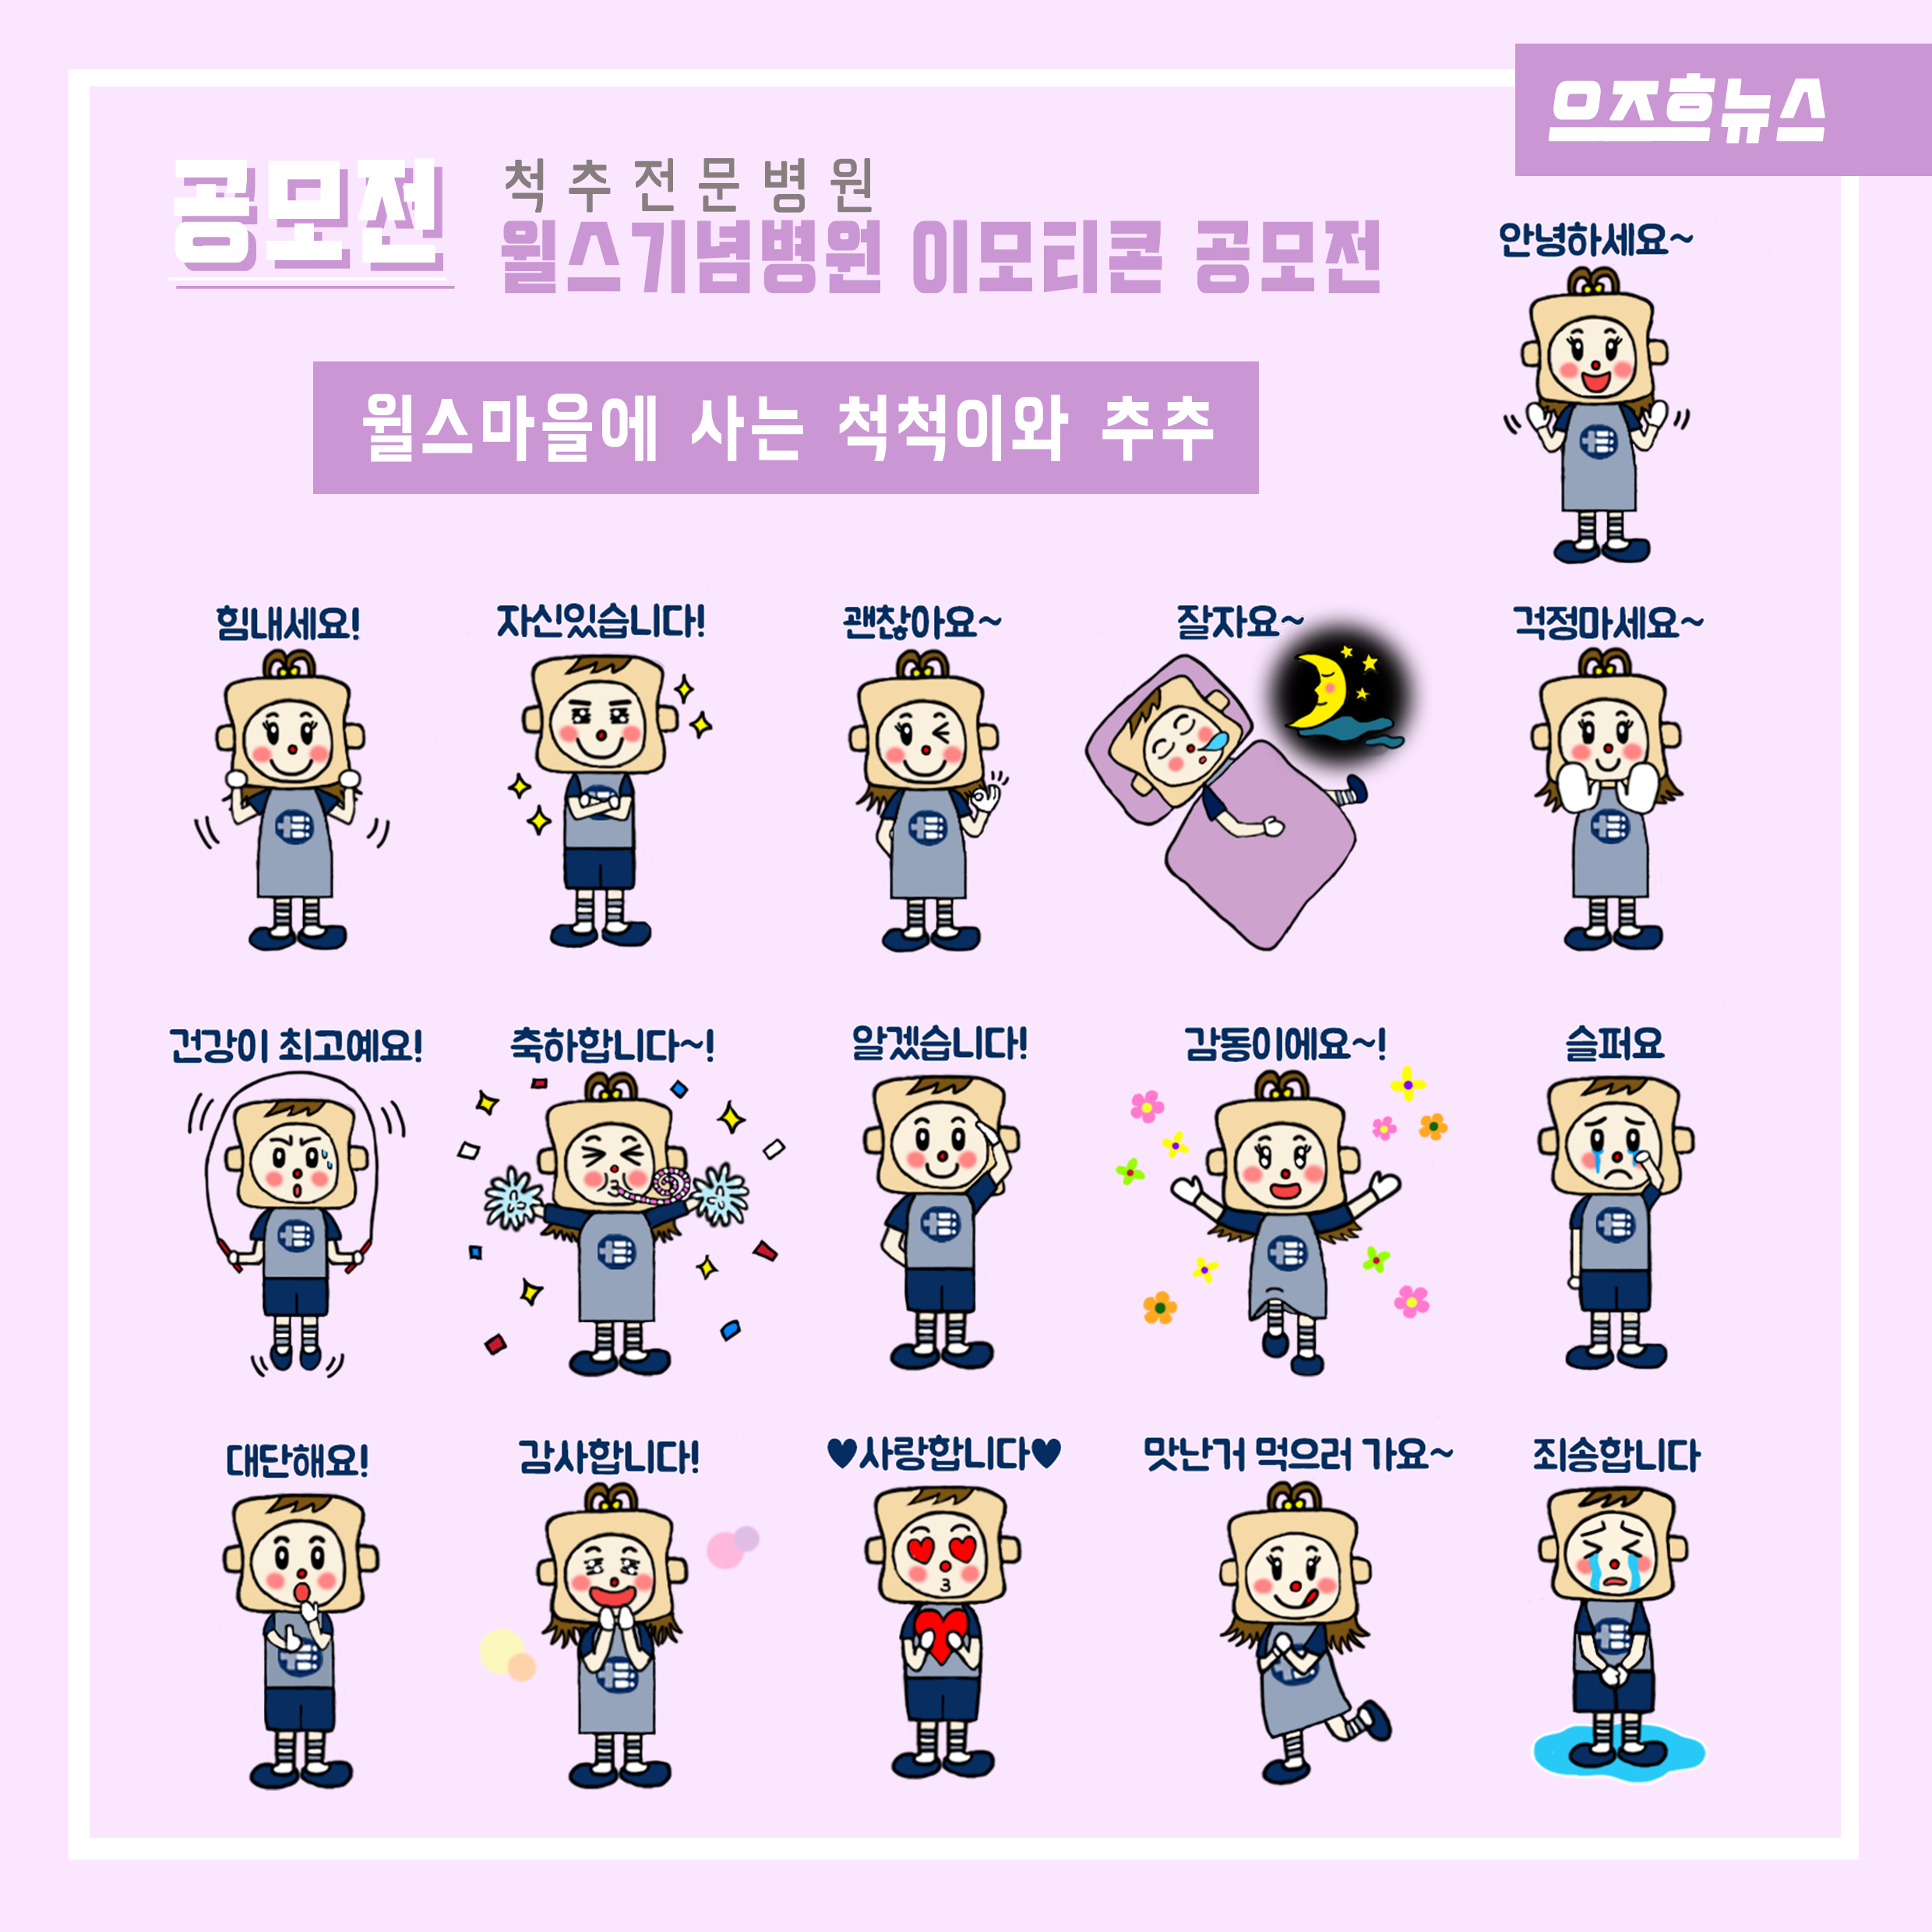 으즈흐뉴스
공모전
척추전문병원
윌스기념병원 이모티콘 공모전
윌스마을에 사는 척척이와 추추
안녕하세요~
힘내세요!
자신있습니다!
괜찮아요~
잘자요~
걱정마세요~
건강이 최고예요!
축하합니다~!
알겠습니다!
감동이에요~!
슬퍼요
대단해요!
감사합니다!
♥사랑합니다♥
맛난거 먹으러 가요~
죄송합니다